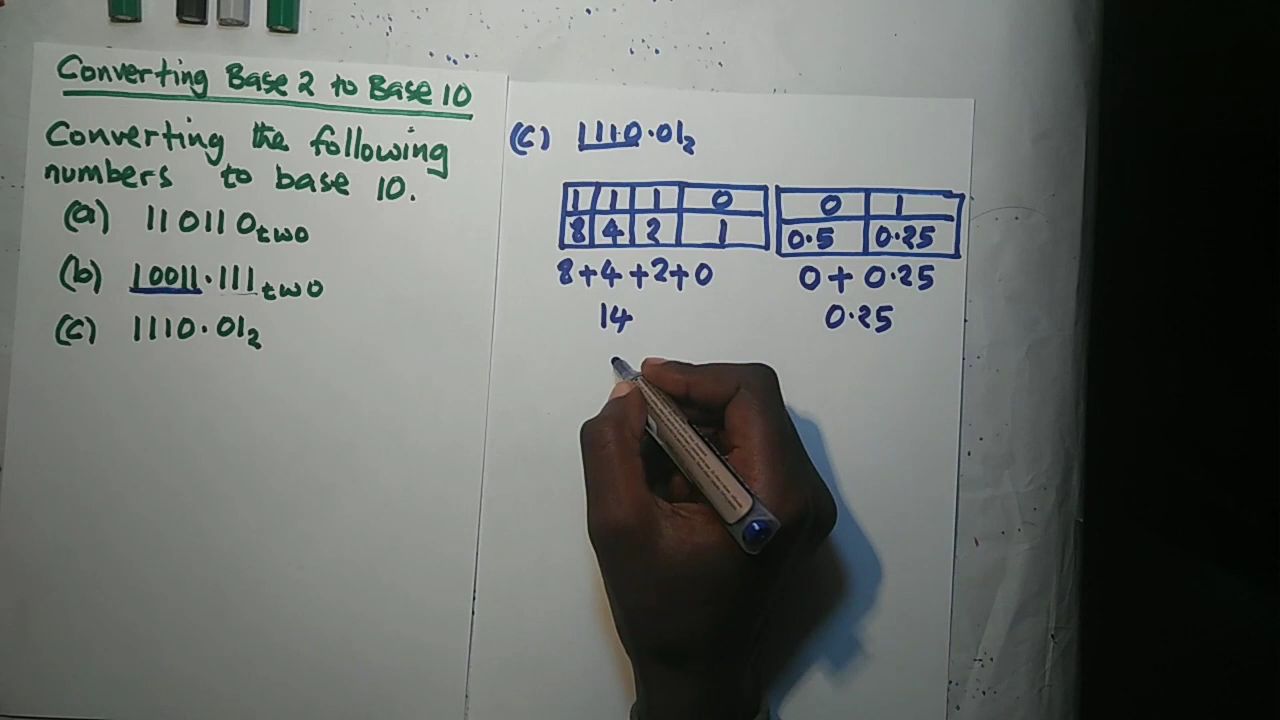 Converting Base 2 to Base 10
Converting the following
numbers to base 10.
(a) 110110two
(b) 10011.111two
(c) 1110.01₂
(c) 1110.01₂
1 1 1 0
8 4 2 1
0 1
0.5 0.25
8+4+2+0
14
0+0.25
0.25